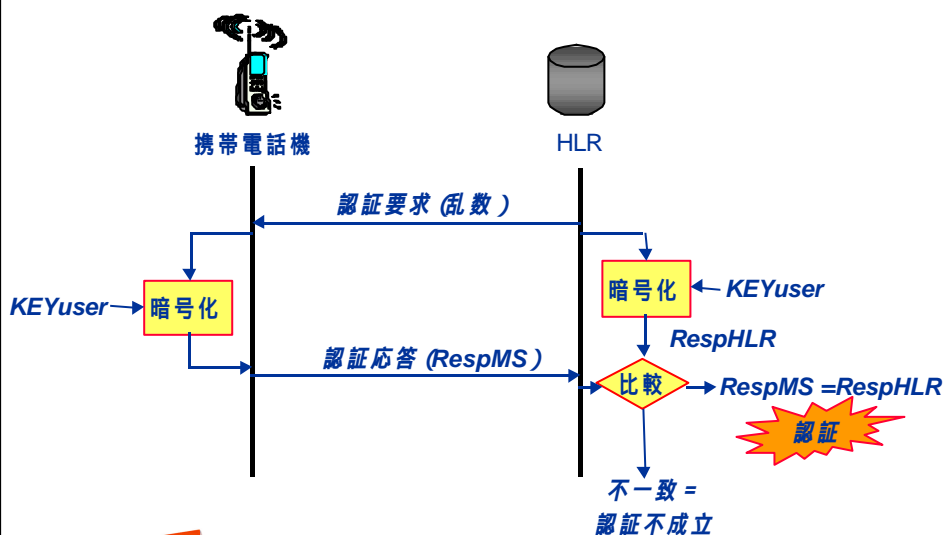 携帯電話機
HLR
認証要求 (乱数)
KEYuser
暗号化
暗号化
KEYuser
RespHLR
認証応答 (RespMS)
比較
RespMS =RespHLR
認証
不一致 =
認証不成立